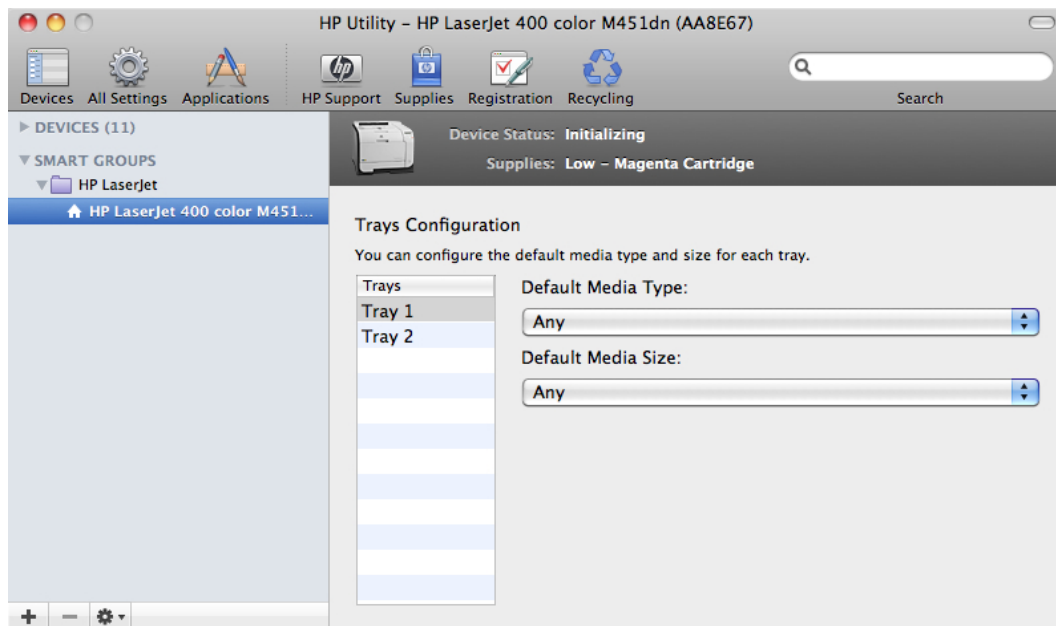 HP Utility – HP LaserJet 400 color M451dn (AA8E67)
Devices All Settings Applications HP Support Supplies Registration Recycling Search
DEVICES (11)
SMART GROUPS
HP LaserJet
HP LaserJet 400 color M451...
Device Status: Initializing
Supplies: Low – Magenta Cartridge
Trays Configuration
You can configure the default media type and size for each tray.
Trays
Tray 1
Tray 2
Default Media Type:
Any
Default Media Size:
Any